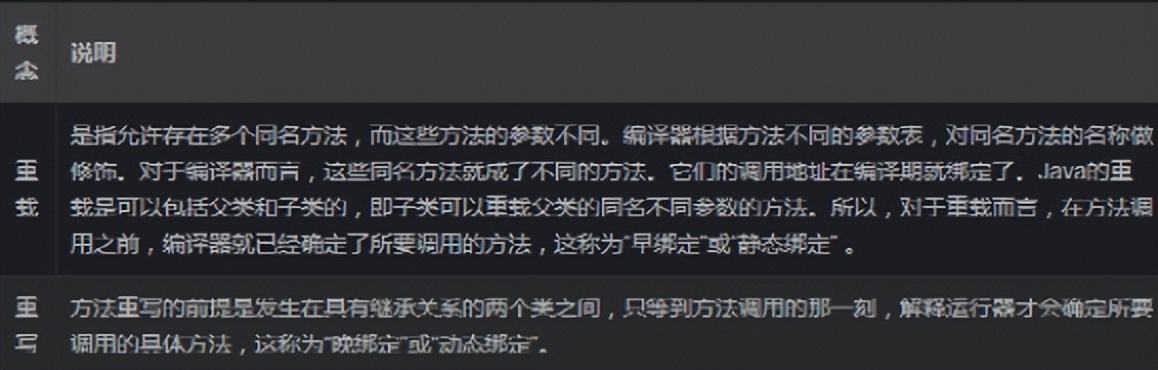 概念
说明
重载
是指允许存在多个同名方法，而这些方法的参数不同。编译器根据方法不同的参数表，对同名方法的名称做
修饰。对于编译器而言，这些同名方法就成了不同的方法。它们的调用地址在编译期就绑定了。Java的重
载是可以包括父类和子类的，即子类可以重载父类的同名不同参数的方法。所以，对于重载而言，在方法调
用之前，编译器就已经确定了所要调用的方法，这称为“早绑定”或“静态绑定” 。
重写
方法重写的前提是发生在具有继承关系的两个类之间，只等到方法调用的那一刻，解释运行器才会确定所要
调用的具体方法，这称为“晚绑定”或“动态绑定”。